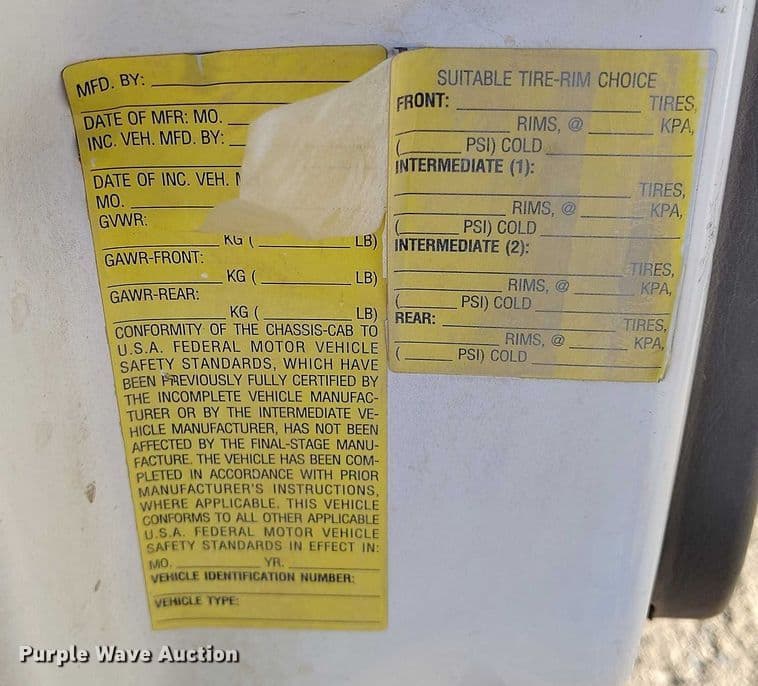 MFD. BY:
DATE OF MFR: MO.
INC. VEH. MFD. BY:
DATE OF INC. VEH.
MO.
GVWR:
KG ( LB)
GAWR-FRONT:
KG ( LB)
GAWR-REAR:
KG ( LB)
CONFORMITY OF THE CHASSIS-CAB TO
U.S.A. FEDERAL MOTOR VEHICLE
SAFETY STANDARDS, WHICH HAVE
BEEN PREVIOUSLY FULLY CERTIFIED BY
THE INCOMPLETE VEHICLE MANUFAC-
TURER OR BY THE INTERMEDIATE VE-
HICLE MANUFACTURER, HAS NOT BEEN
AFFECTED BY THE FINAL-STAGE MANU-
FACTURE. THE VEHICLE HAS BEEN COM-
PLETED IN ACCORDANCE WITH PRIOR
MANUFACTURER'S INSTRUCTIONS,
WHERE APPLICABLE. THIS VEHICLE
CONFORMS TO ALL OTHER APPLICABLE
U.S.A. FEDERAL MOTOR VEHICLE
SAFETY STANDARDS IN EFFECT IN:
MO. YR.
VEHICLE IDENTIFICATION NUMBER:
VEHICLE TYPE:
SUITABLE TIRE-RIM CHOICE
FRONT: TIRES,
RIMS, @ KPA,
( PSI) COLD
INTERMEDIATE (1):
TIRES,
RIMS, @ KPA,
( PSI) COLD
INTERMEDIATE (2):
TIRES,
RIMS, @ KPA,
( PSI) COLD
REAR: TIRES,
RIMS, @ KPA,
( PSI) COLD
Purple Wave Auction